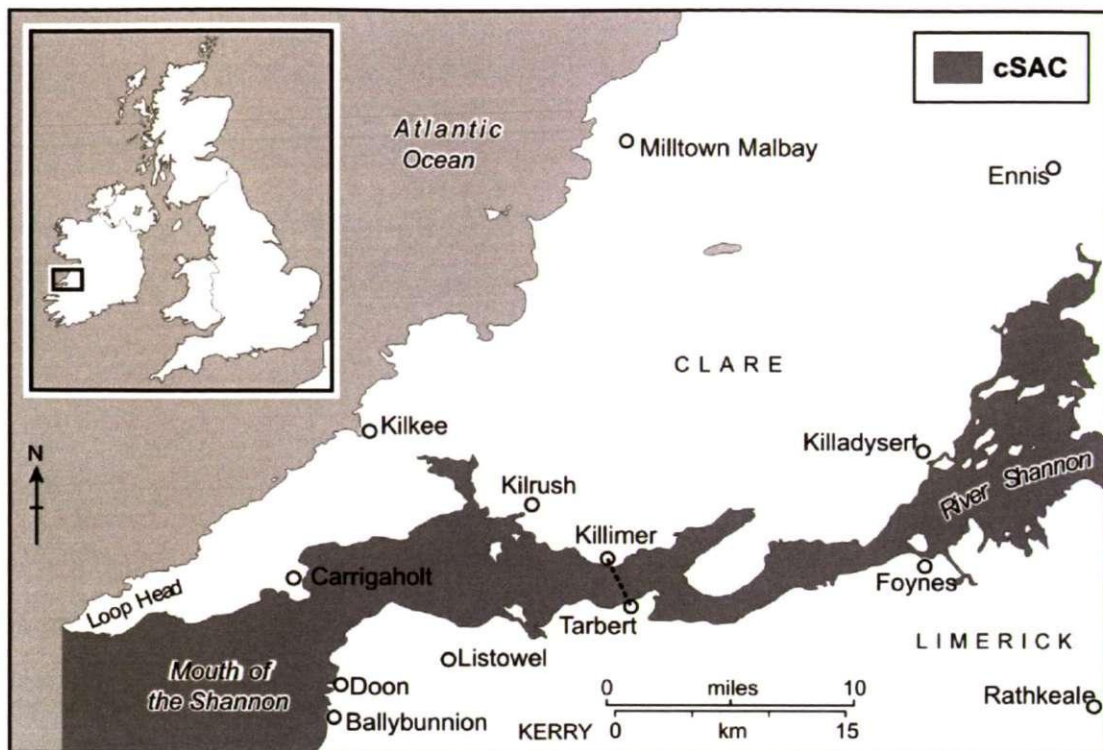 cSAC
Atlantic
Ocean
Milltown Malbay
Ennis
CLARE
Kilkee
Killadysert
River Shannon
N
Kilrush
Killimer
Carrigaholt
Foynes
Loop Head
Tarbert
LIMERICK
Mouth of
the Shannon
Listowel
Doon
0 miles 10
Rathkeale
Ballybunnion
KERRY
0 km 15